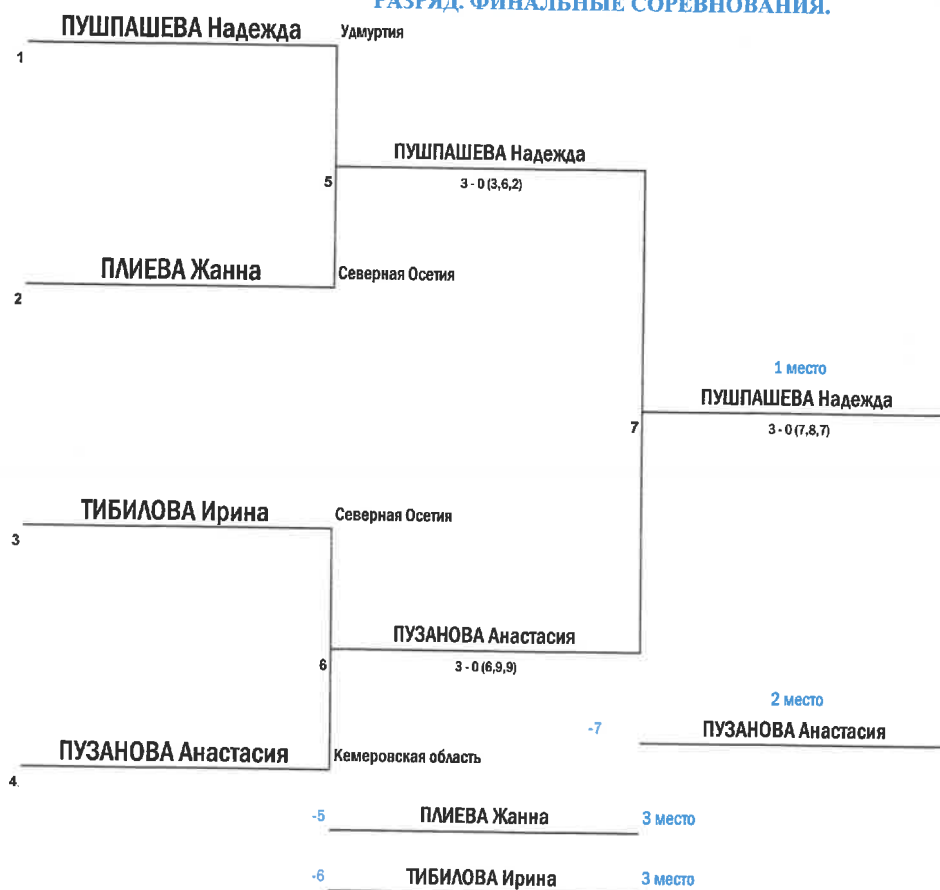 РАЗРЯД. ФИНАЛЬНЫЕ СОРЕВНОВАНИЯ.
ПУШПАШЕВА Надежда Удмуртия
1
ПУШПАШЕВА Надежда
5 3 - 0 (3,6,2)
ПЛИЕВА Жанна Северная Осетия
2
1 место
ПУШПАШЕВА Надежда
7 3 - 0 (7,8,7)
ТИБИЛОВА Ирина Северная Осетия
3
ПУЗАНОВА Анастасия
6 3 - 0 (6,9,9)
2 место
-7 ПУЗАНОВА Анастасия
ПУЗАНОВА Анастасия Кемеровская область
4
-5 ПЛИЕВА Жанна 3 место
-6 ТИБИЛОВА Ирина 3 место